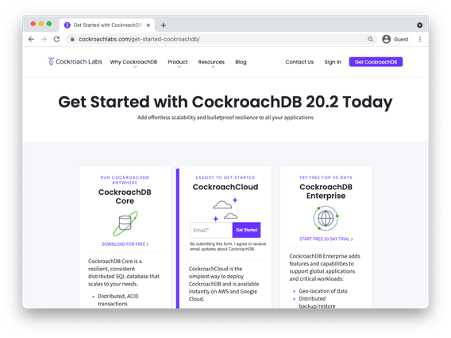 Get Started with CockroachDB
cockroachlabs.com/get-started-cockroachdb/
Guest
Cockroach Labs
Why CockroachDB
Product
Resources
Blog
Contact Us
Sign In
Get CockroachDB
Get Started with CockroachDB 20.2 Today
Add effortless scalability and bulletproof resilience to all your applications
RUN COCKROACHDB
ANYWHERE
CockroachDB
Core
DOWNLOAD FOR FREE
CockroachDB Core is a
resilient, consistent
distributed SQL database that
scales to your needs.
Distributed, ACID
transactions
EASIEST TO GET STARTED
CockroachCloud
Email*
Get Started
By submitting this form, I agree to receive
email updates about CockroachDB.
CockroachCloud is the
simplest way to deploy
CockroachDB and is available
instantly on AWS and Google
Cloud.
TRY FREE FOR 30 DAYS
CockroachDB
Enterprise
START FREE 30 DAY TRIAL
CockroachDB Enterprise adds
features and capabilities to
support global applications
and critical workloads:
Geo-location of data
Distributed
backup/restore